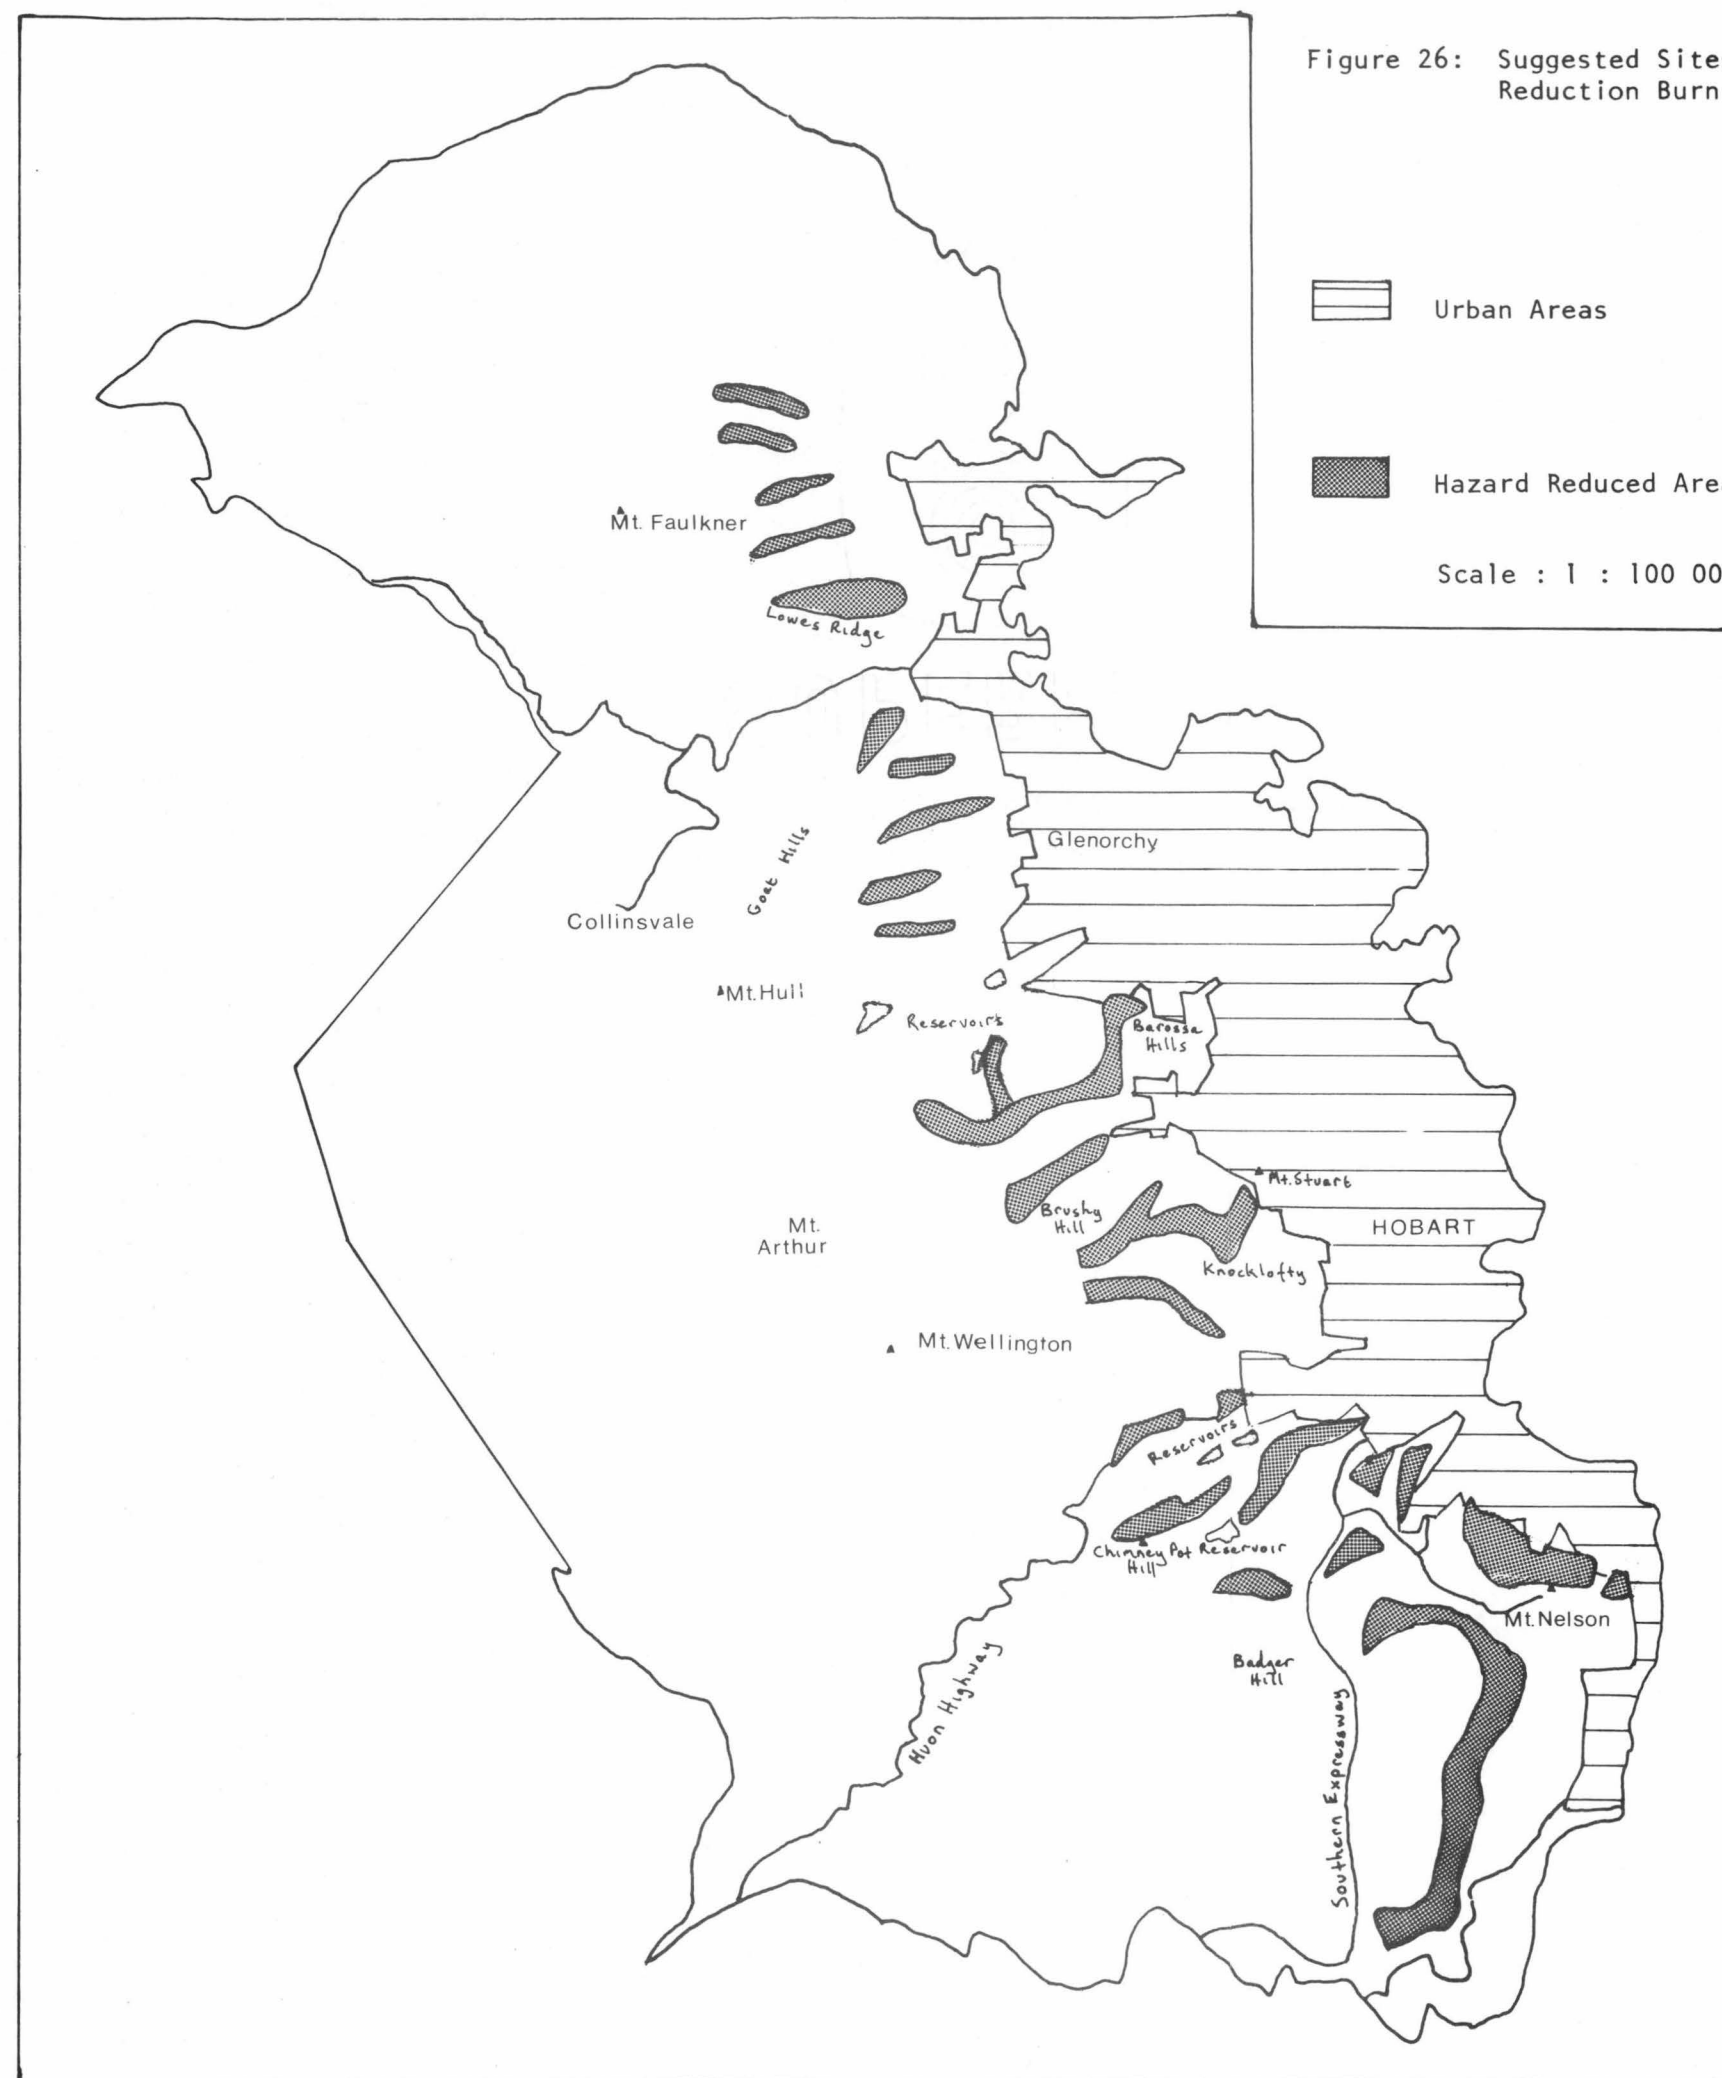 Figure 26: Suggested Site
Reduction Burn
Urban Areas
Hazard Reduced Are
Scale : 1 : 100 00
Mt. Faulkner
Lowes Ridge
Glenorchy
Goat Hills
Collinsvale
Mt. Hull
Reservoirs
Barossa
Hills
Mt. Stuart
Brushy
Hill
HOBART
Mt.
Arthur
Knocklofty
Mt. Wellington
Reservoirs
Chimney Pot
Hill
Reservoir
Mt. Nelson
Badger
Hill
Huon Highway
Southern Expressway